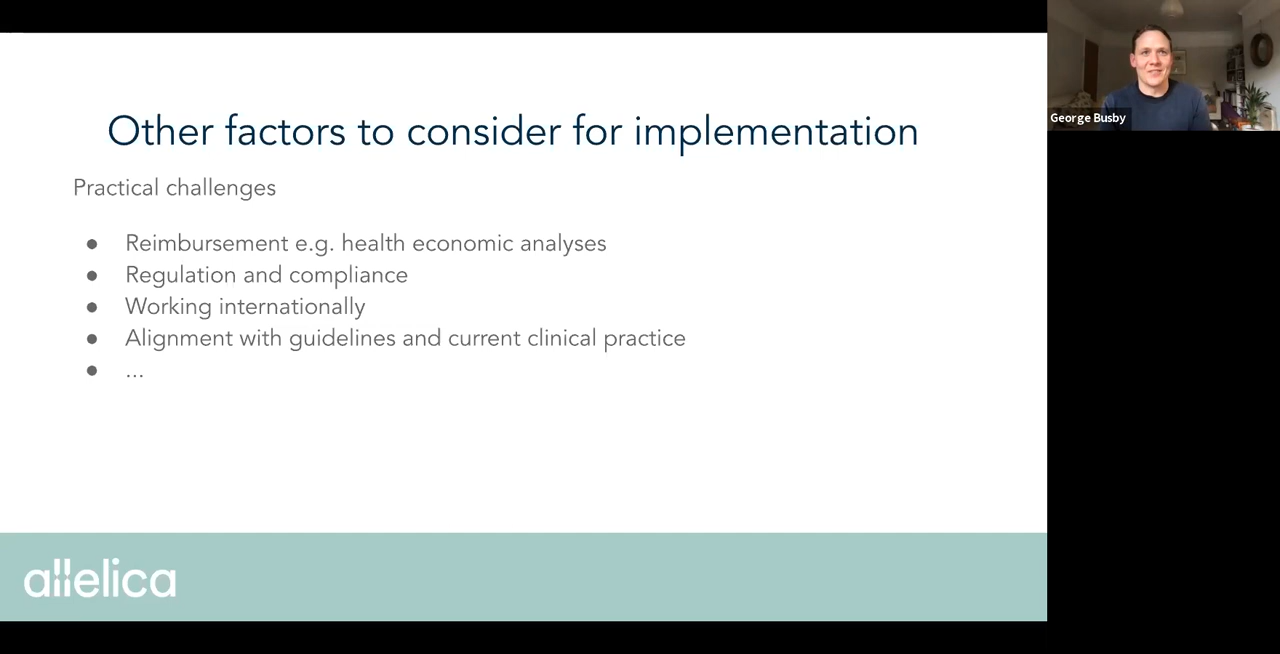 Other factors to consider for implementation
Practical challenges
● Reimbursement e.g. health economic analyses
● Regulation and compliance
● Working internationally
● Alignment with guidelines and current clinical practice
● ...
allelica
George Busby